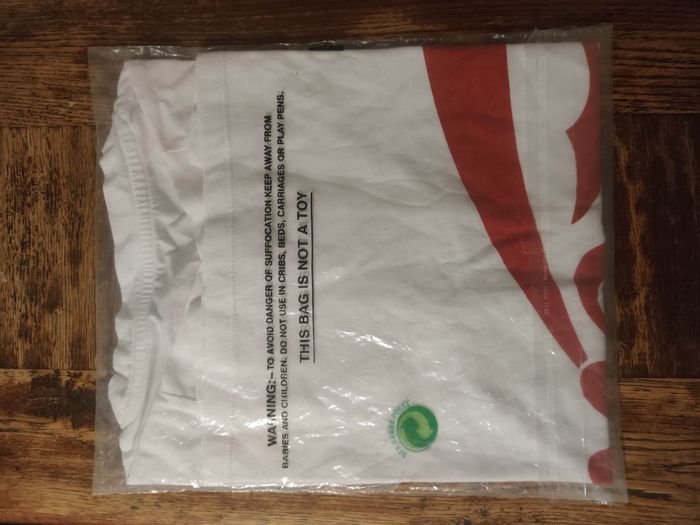 WARNING:- TO AVOID DANGER OF SUFFOCATION KEEP AWAY FROM
BABIES AND CHILDREN. DO NOT USE IN CRIBS, BEDS, CARRIAGES OR PLAY PENS.
THIS BAG IS NOT A TOY